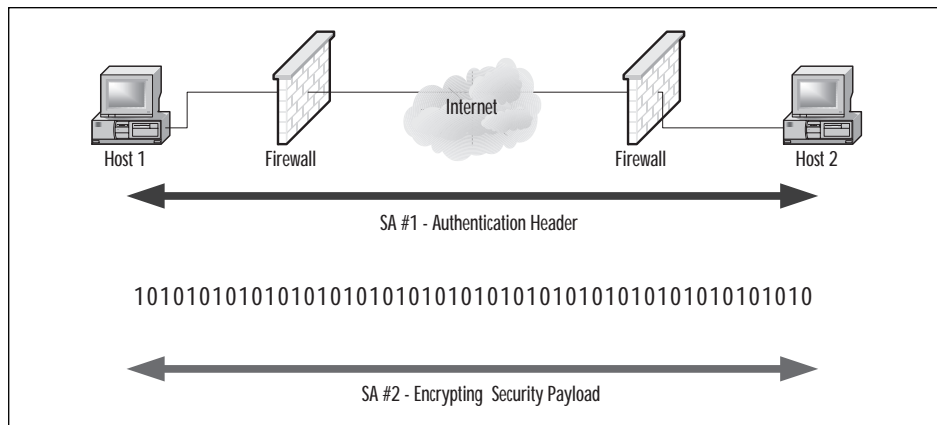 Internet
Host 1
Firewall
Firewall
Host 2
SA #1 - Authentication Header
1010101010101010101010101010101010101010101010101010
SA #2 - Encrypting Security Payload